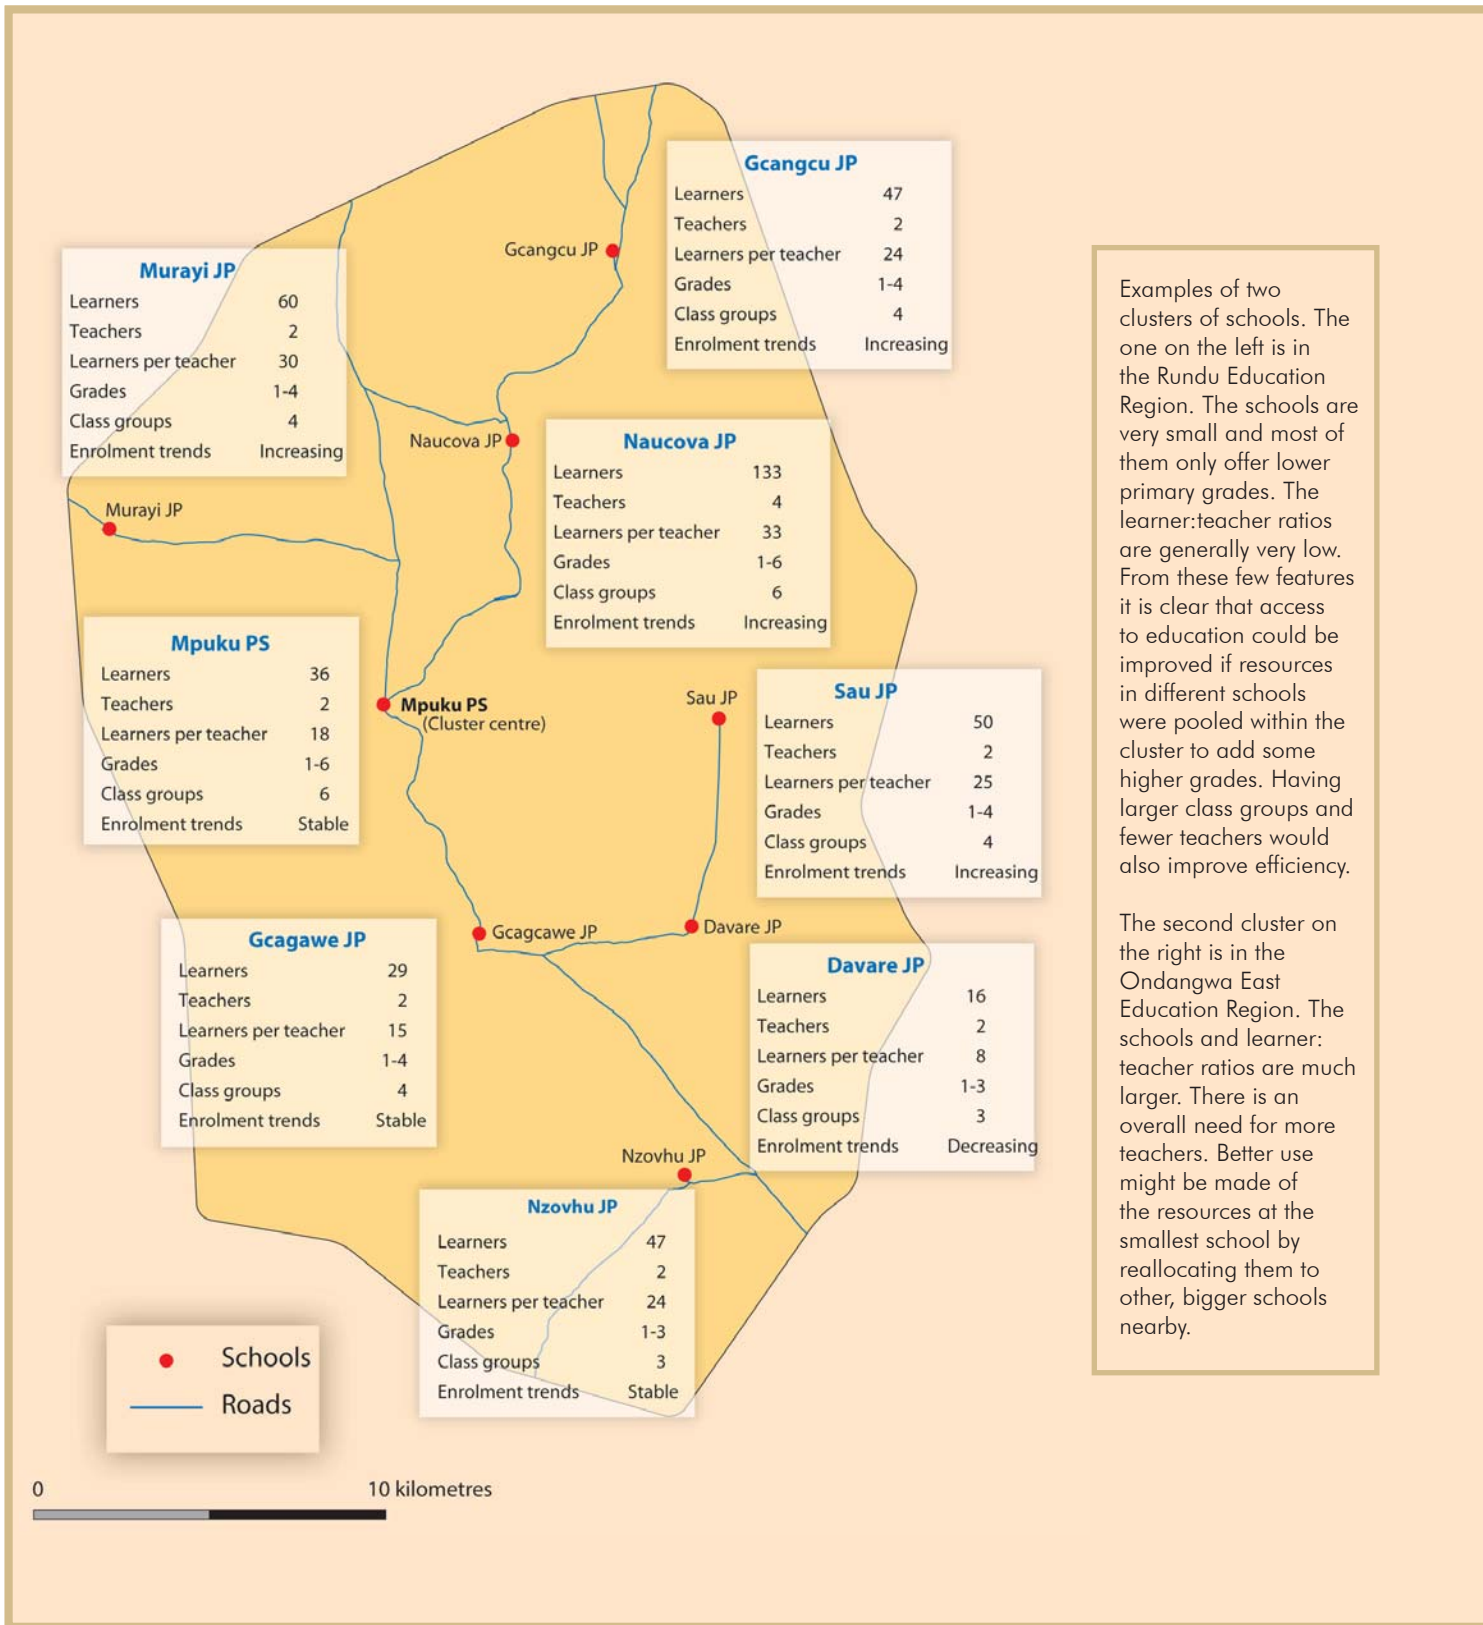 Gcangcu JP
Learners 47
Teachers 2
Learners per teacher 24
Grades 1-4
Class groups 4
Enrolment trends Increasing
Gcangcu JP
Murayi JP
Learners 60
Teachers 2
Learners per teacher 30
Grades 1-4
Class groups 4
Enrolment trends Increasing
Naucova JP
Naucova JP
Learners 133
Teachers 4
Learners per teacher 33
Grades 1-6
Class groups 6
Enrolment trends Increasing
Murayi JP
Mpuku PS
Learners 36
Teachers 2
Learners per teacher 18
Grades 1-6
Class groups 6
Enrolment trends Stable
Mpuku PS
(Cluster centre)
Sau JP
Sau JP
Learners 50
Teachers 2
Learners per teacher 25
Grades 1-4
Class groups 4
Enrolment trends Increasing
Gcagawe JP
Learners 29
Teachers 2
Learners per teacher 15
Grades 1-4
Class groups 4
Enrolment trends Stable
Gcagcawe JP
Davare JP
Davare JP
Learners 16
Teachers 2
Learners per teacher 8
Grades 1-3
Class groups 3
Enrolment trends Decreasing
Nzovhu JP
Nzovhu JP
Learners 47
Teachers 2
Learners per teacher 24
Grades 1-3
Class groups 3
Enrolment trends Stable
Schools
Roads
0 10 kilometres
Examples of two
clusters of schools. The
one on the left is in
the Rundu Education
Region. The schools are
very small and most of
them only offer lower
primary grades. The
learner:teacher ratios
are generally very low.
From these few features
it is clear that access
to education could be
improved if resources
in different schools
were pooled within the
cluster to add some
higher grades. Having
larger class groups and
fewer teachers would
also improve efficiency.
The second cluster on
the right is in the
Ondangwa East
Education Region. The
schools and learner:
teacher ratios are much
larger. There is an
overall need for more
teachers. Better use
might be made of
the resources at the
smallest school by
reallocating them to
other, bigger schools
nearby.